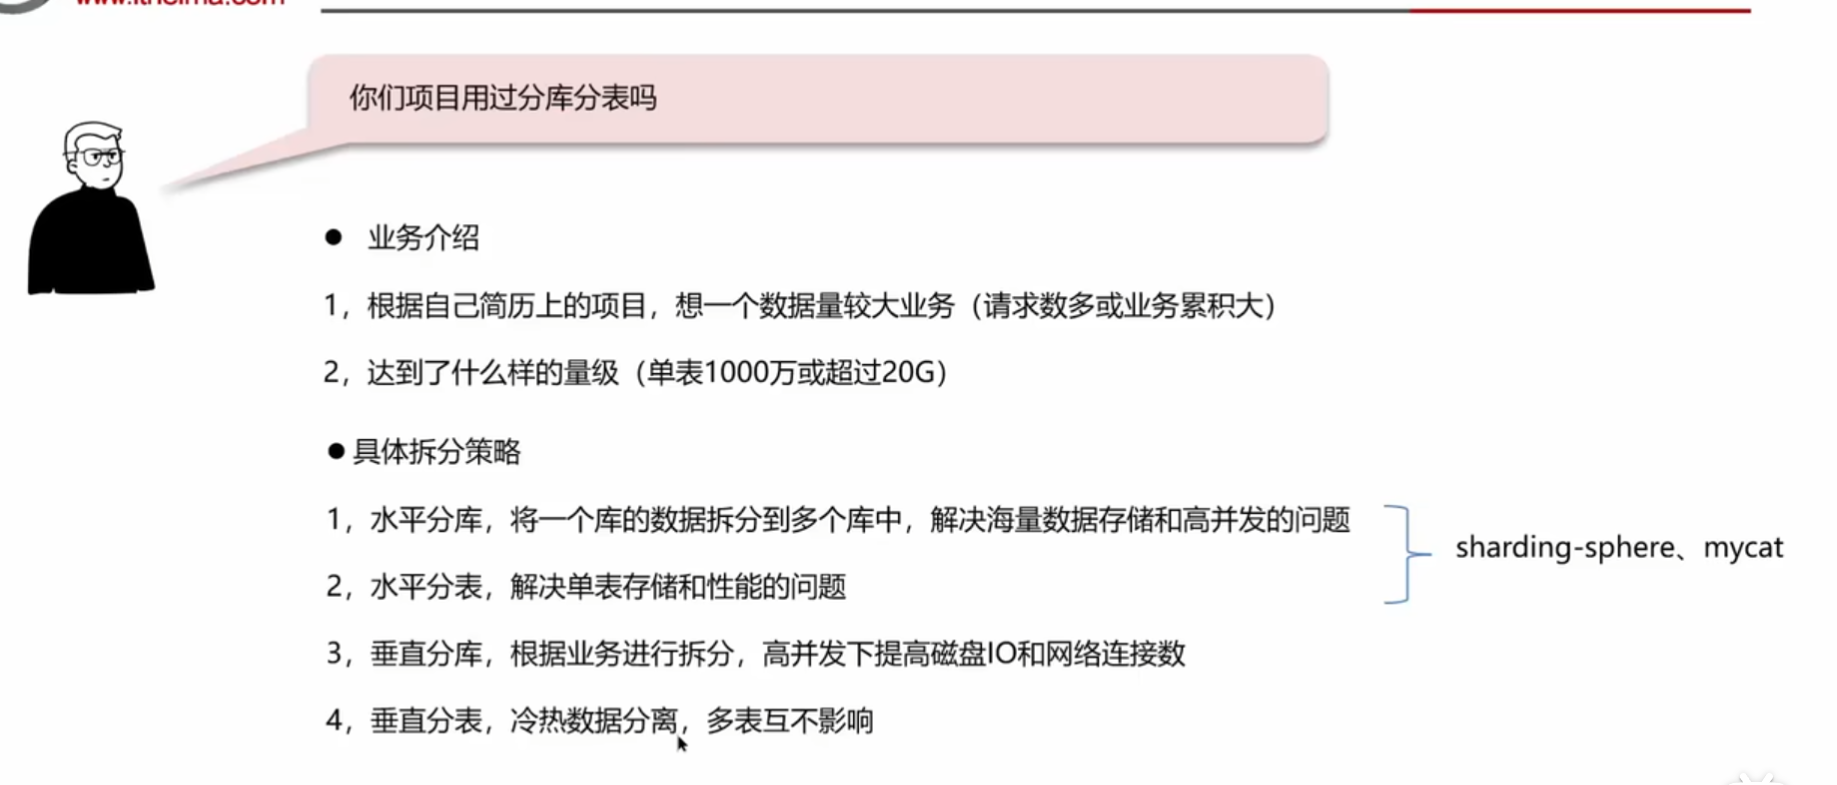 www.itheima.com
你们项目用过分库分表吗
● 业务介绍
1，根据自己简历上的项目，想一个数据量较大业务（请求数多或业务累积大）
2，达到了什么样的量级（单表1000万或超过20G）
●具体拆分策略
1，水平分库，将一个库的数据拆分到多个库中，解决海量数据存储和高并发的问题
2，水平分表，解决单表存储和性能的问题
sharding-sphere、mycat
3，垂直分库，根据业务进行拆分，高并发下提高磁盘IO和网络连接数
4，垂直分表，冷热数据分离，多表互不影响